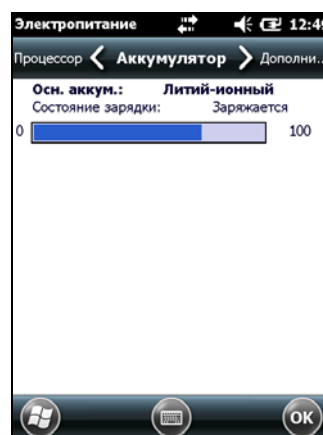 Электропитание 12:49
Процессор Аккумулятор Дополни...
Осн. аккум.: Литий-ионный
Состояние зарядки: Заряжается
0 100
OK